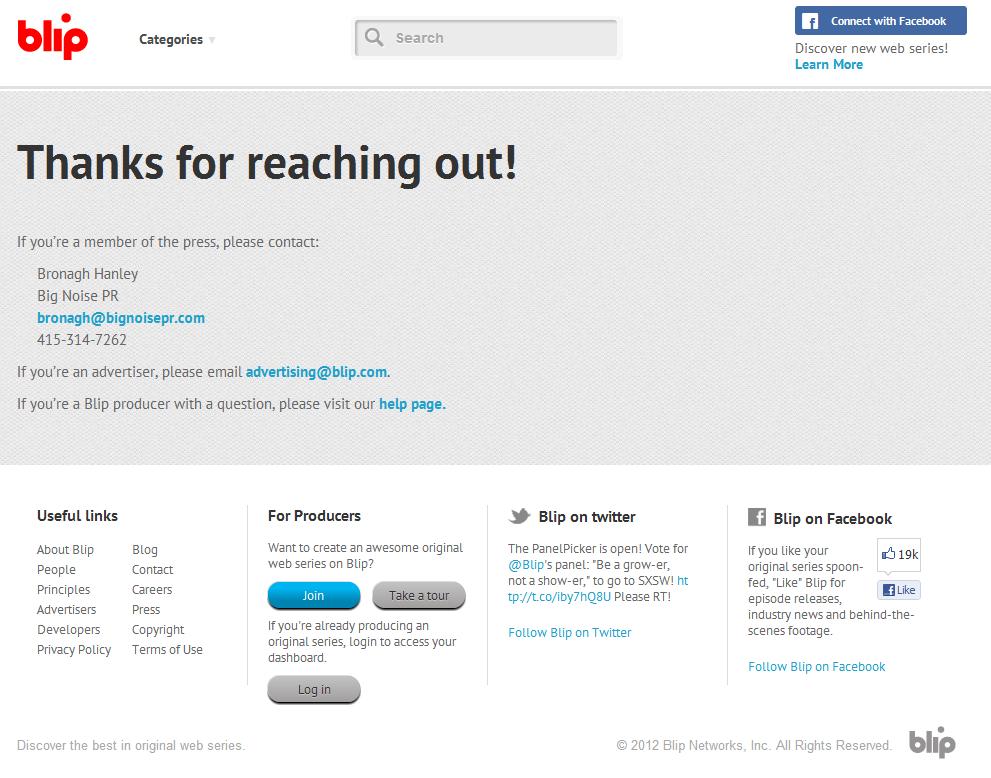 blip
Categories
Search
Connect with Facebook
Discover new web series!
Learn More
Thanks for reaching out!
If you're a member of the press, please contact:
Bronagh Hanley
Big Noise PR
bronagh@bignoisepr.com
415-314-7262
If you're an advertiser, please email advertising@blip.com.
If you're a Blip producer with a question, please visit our help page.
Useful links
About Blip
People
Principles
Advertisers
Developers
Privacy Policy
Blog
Contact
Careers
Press
Copyright
Terms of Use
For Producers
Want to create an awesome original
web series on Blip?
Join
Take a tour
If you're already producing an
original series, login to access your
dashboard.
Log in
Blip on twitter
The PanelPicker is open! Vote for
@Blip's panel: "Be a grow-er,
not a show-er," to go to SXSW! ht
tp://t.co/iby7hQ8U Please RT!
Follow Blip on Twitter
Blip on Facebook
If you like your
original series spoon-
fed, "Like" Blip for
episode releases,
industry news and behind-the-
scenes footage.
19k
Like
Follow Blip on Facebook
Discover the best in original web series.
© 2012 Blip Networks, Inc. All Rights Reserved.
blip